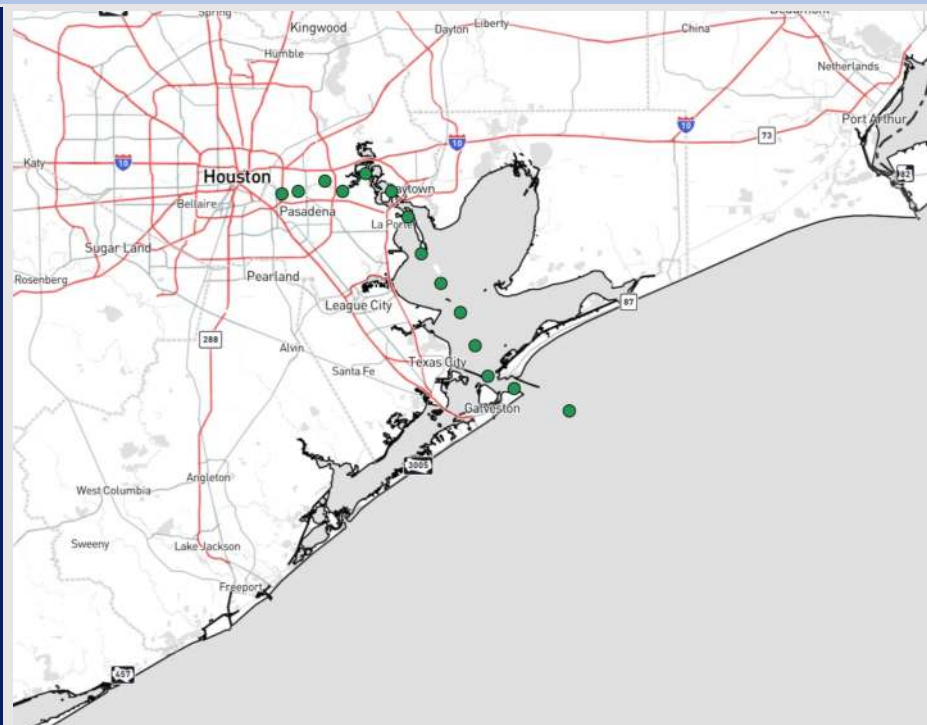 Spring
Kingwood
Dayton
Liberty
China
Beaumont
Humble
Netherlands
10
73
Port Arthur
Katy
10
10
82
Houston
Baytown
Bellaire
Pasadena
La Porte
Sugar Land
Rosenberg
Pearland
League City
87
288
Alvin
Texas City
Santa Fe
Galveston
3005
Angleton
West Columbia
Sweeny
Lake Jackson
Freeport
457